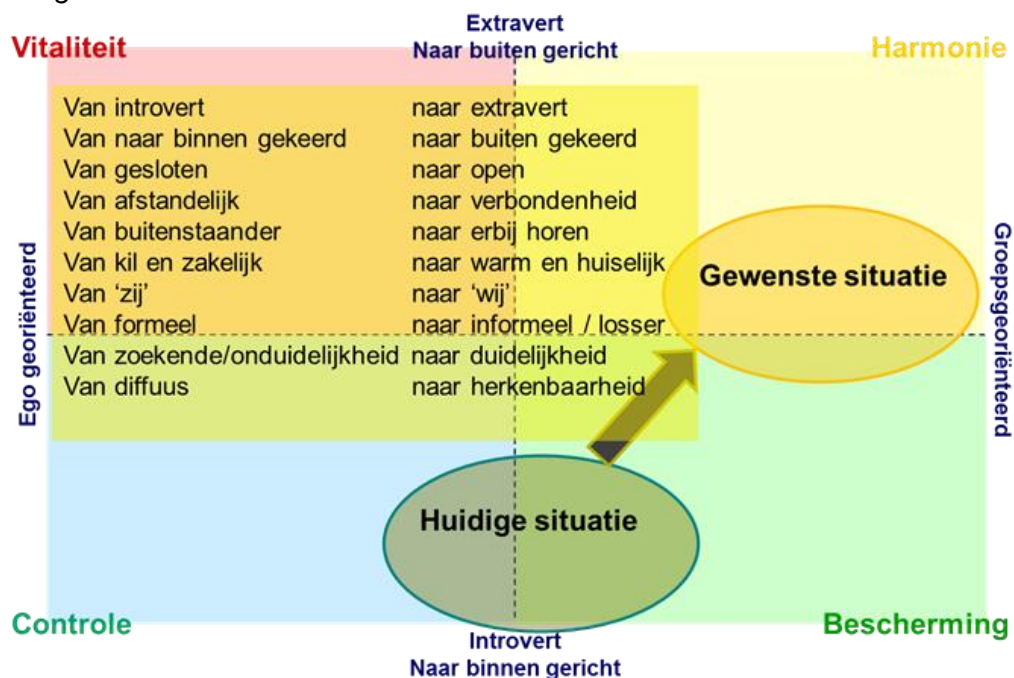 Extravert
Naar buiten gericht
Vitaliteit
Harmonie
Van introvert naar extravert
Van naar binnen gekeerd naar buiten gekeerd
Van gesloten naar open
Van afstandelijk naar verbondenheid
Van buitenstaander naar erbij horen
Van kil en zakelijk naar warm en huiselijk
Van ‘zij’ naar ‘wij’
Van formeel naar informeel / losser
Van zoekende/onduidelijkheid naar duidelijkheid
Van diffuus naar herkenbaarheid
Ego georiënteerd
Groepsgeoriënteerd
Gewenste situatie
Huidige situatie
Controle
Bescherming
Introvert
Naar binnen gericht